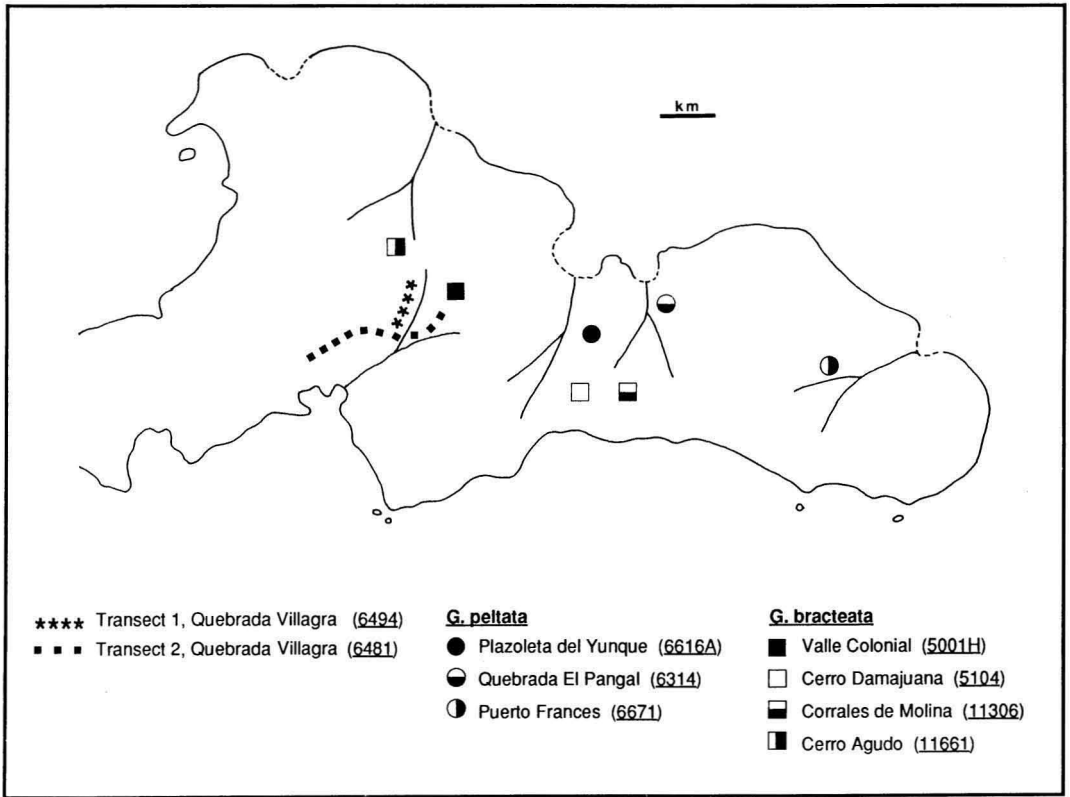 km
**** Transect 1, Quebrada Villagra (6494)
Transect 2, Quebrada Villagra (6481)
G. peltata
Plazoleta del Yunque (6616A)
Quebrada El Pangal (6314)
Puerto Frances (6671)
G. bracteata
Valle Colonial (5001H)
Cerro Damajuana (5104)
Corrales de Molina (11306)
Cerro Agudo (11661)